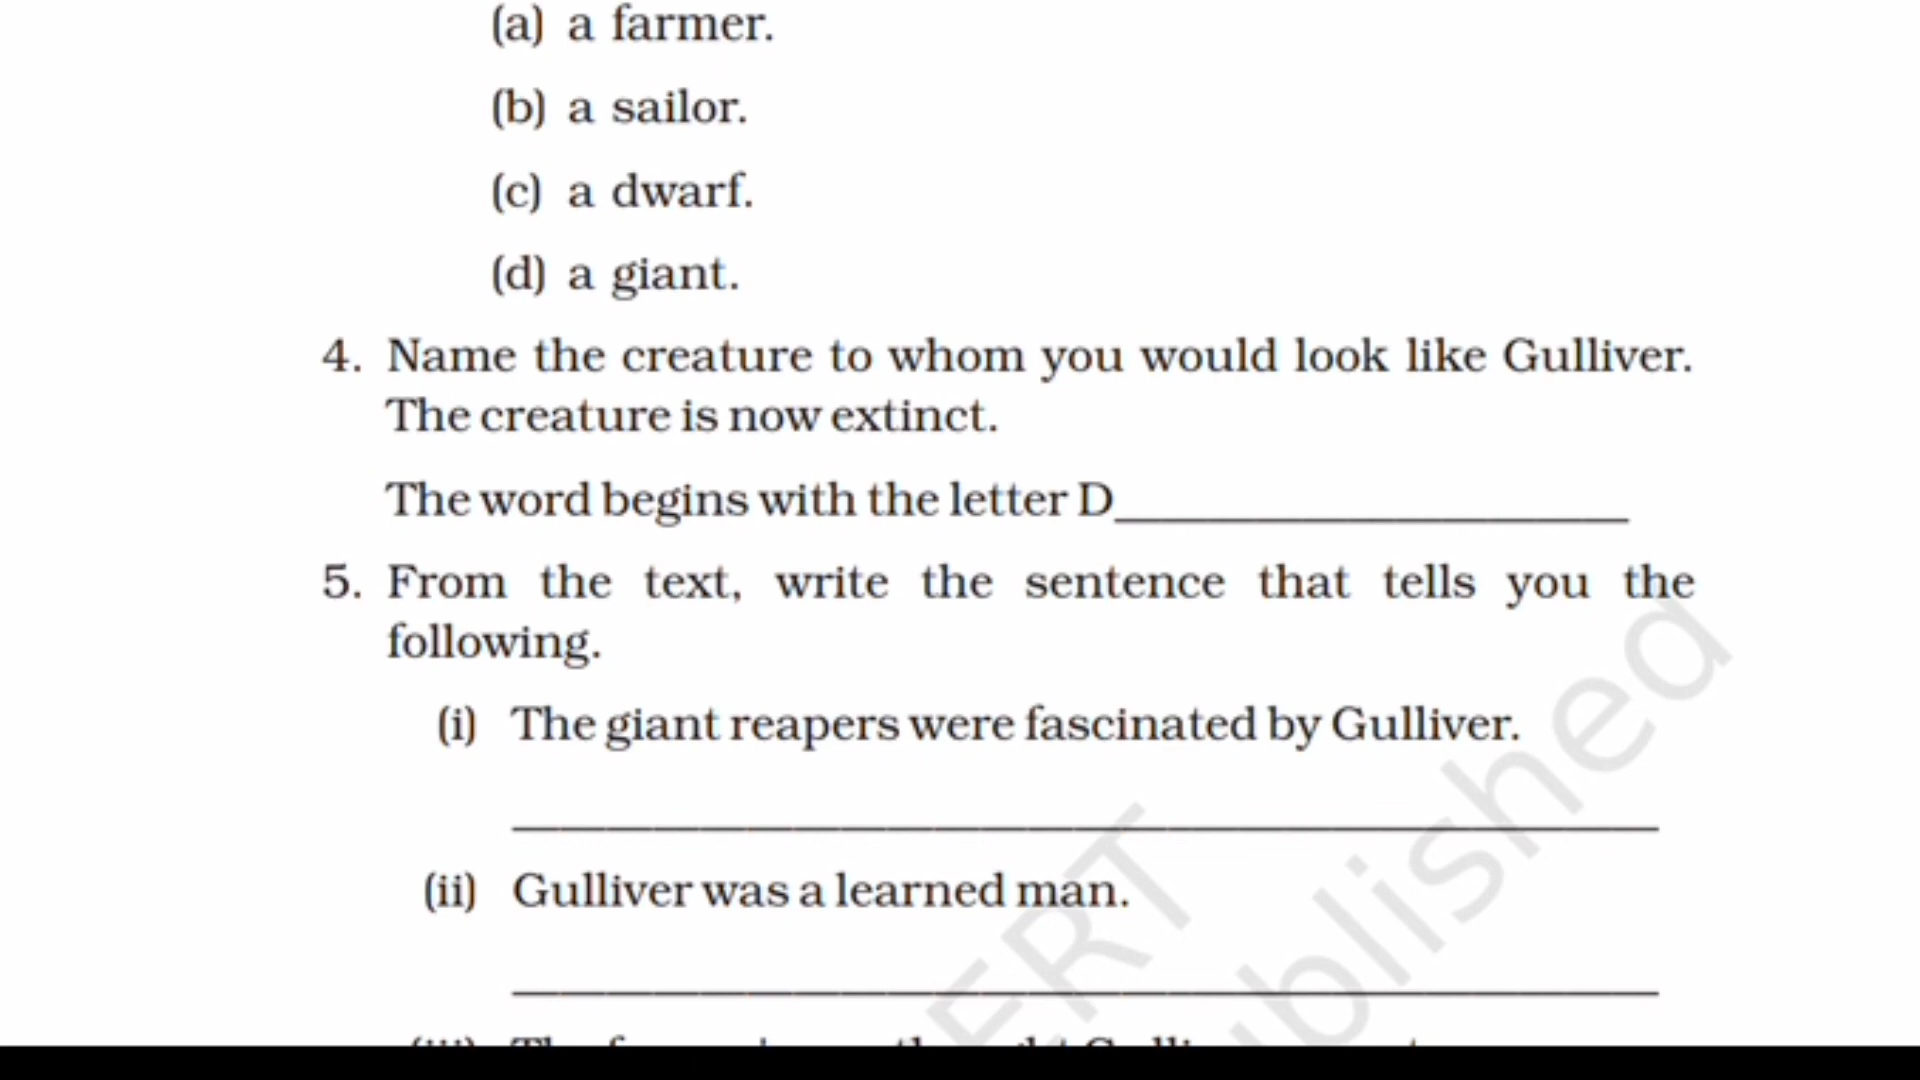 (a) a farmer.
(b) a sailor.
(c) a dwarf.
(d) a giant.
4. Name the creature to whom you would look like Gulliver.
The creature is now extinct.
The word begins with the letter D____________________
5. From the text, write the sentence that tells you the
following.
(i) The giant reapers were fascinated by Gulliver.
(ii) Gulliver was a learned man.